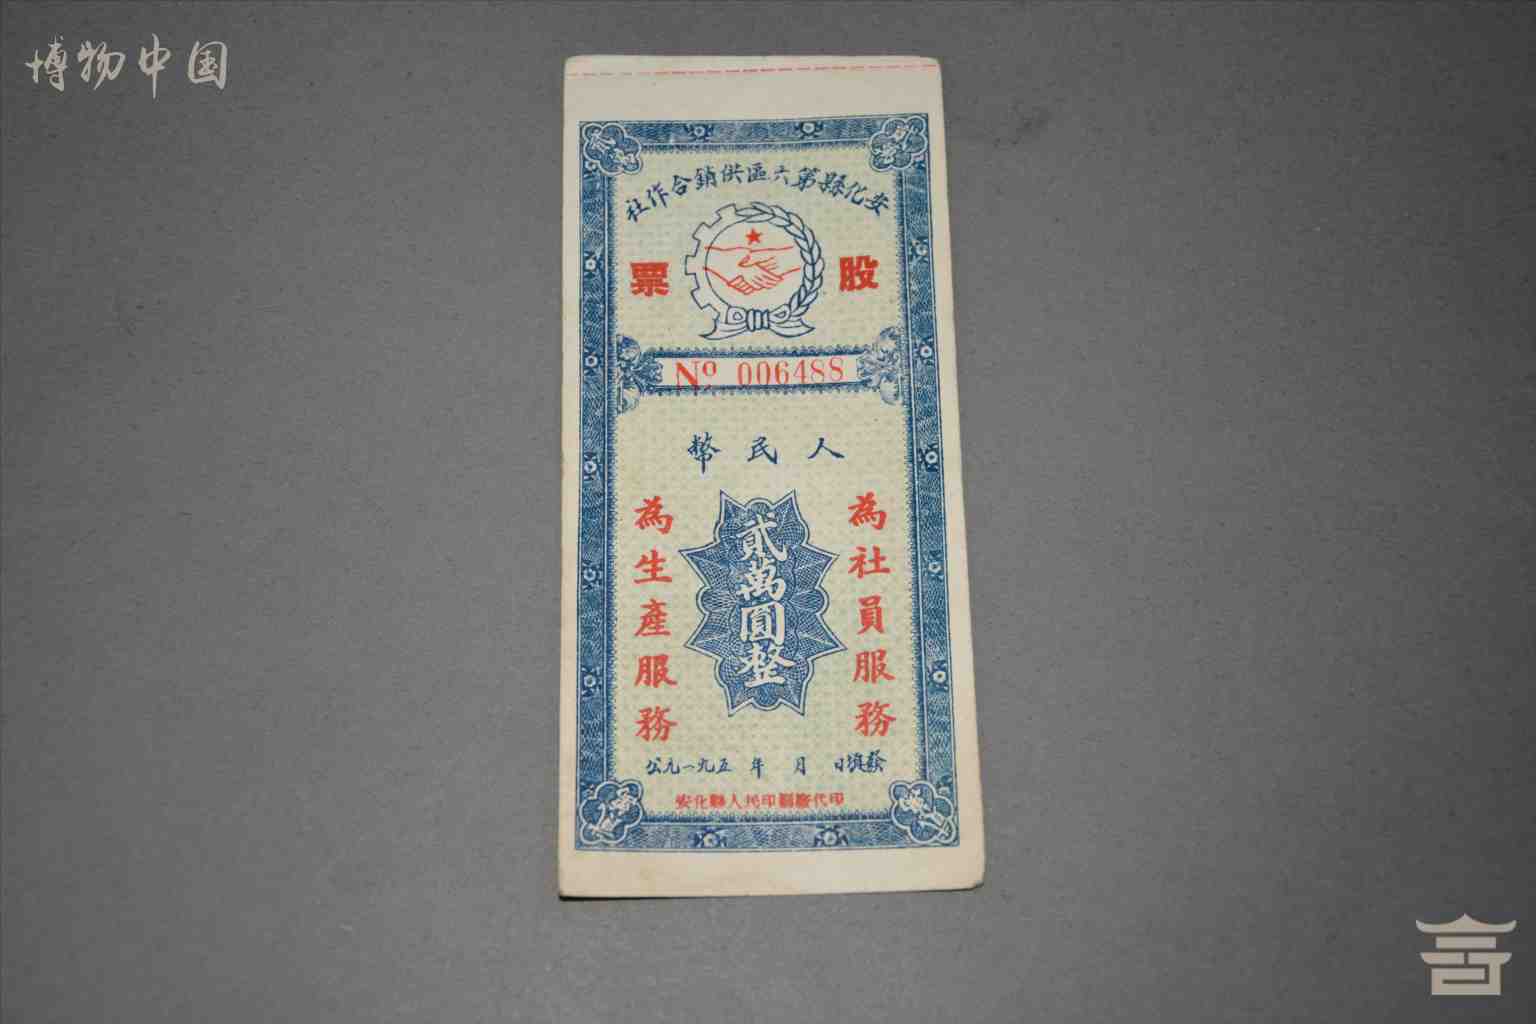 博物中国
安化縣第六區供銷合作社
股票
No 006488
人民幣
為社員服務
貳萬圓整
為生產服務
公元一九五 年 月 日填發
安化縣人民印刷廠代印